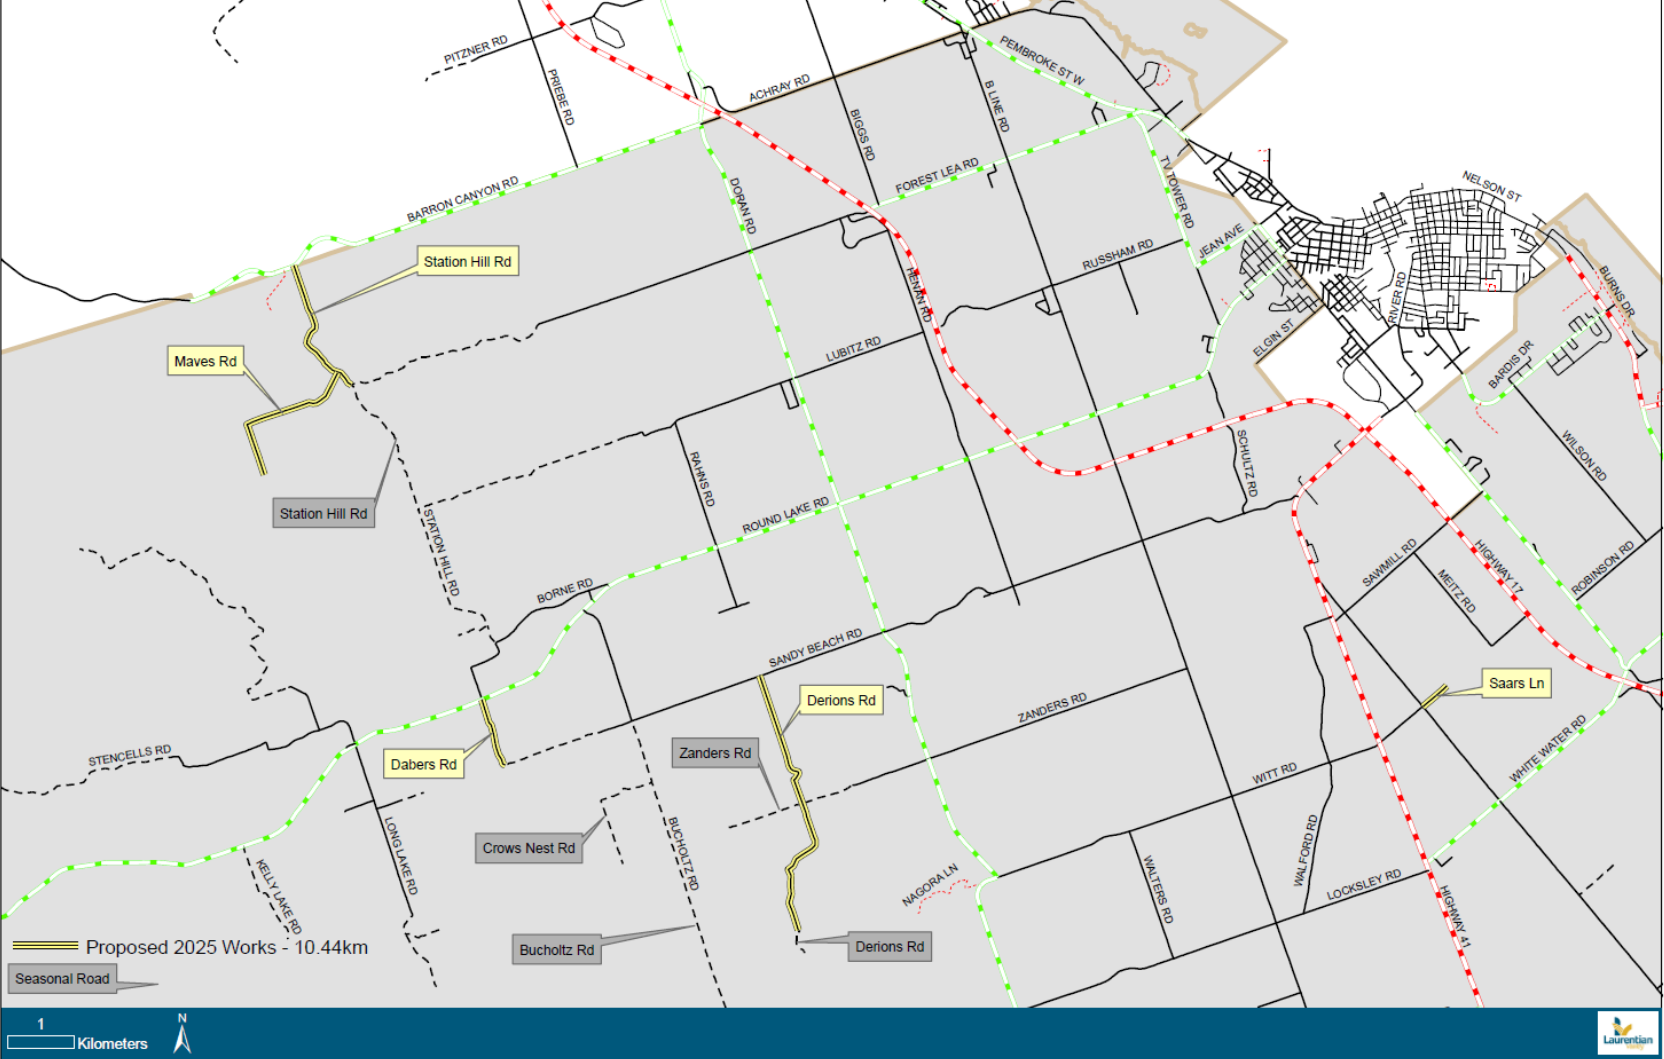 PITZNER RD
PRIEBE RD
ACHRAY RD
BIGGS RD
B LINE RD
PEMBROKE ST W
FOREST LEA RD
TV TOWER RD
NELSON ST
BARRON CANYON RD
DORAN RD
JEAN AVE
RUSSHAM RD
HENAN RD
RIVER RD
BURNS DR
Station Hill Rd
ELGIN ST
LUBITZ RD
BARDIS DR
Maves Rd
RAHNS RD
SCHULTZ RD
WILSON RD
Station Hill Rd
STATION HILL RD
ROUND LAKE RD
SAWMILL RD
HIGHWAY 17
ROBINSON RD
MEITZ RD
BORNE RD
SANDY BEACH RD
Derions Rd
Saars Ln
ZANDERS RD
STENCELLS RD
Dabers Rd
Zanders Rd
WITT RD
WHITE WATER RD
Crows Nest Rd
BUCHOLTZ RD
LONG LAKE RD
KELLY LAKE RD
NAGORA LN
WALTERS RD
WALFORD RD
LOCKSLEY RD
HIGHWAY 41
Bucholtz Rd
Derions Rd
Proposed 2025 Works - 10.44km
Seasonal Road
1
Kilometers
N
Laurentian
Valley